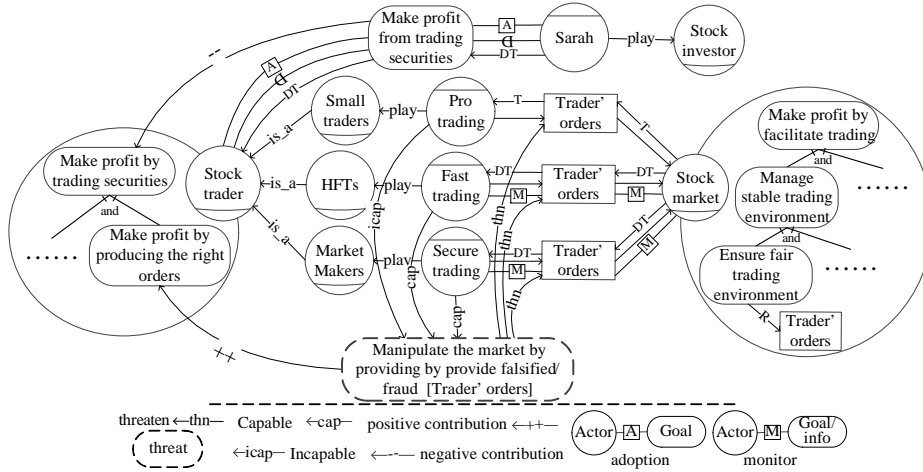 Make profit from trading securities
A
D
DT
Sarah
play
Stock investor
--
A
D
DT
Small traders
play
Pro trading
T
Trader' orders
T
is_a
Make profit by trading securities
and
......
Make profit by producing the right orders
Stock trader
is_a
HFTs
play
Fast trading
DT
M
Trader' orders
DT
M
Stock market
is_a
Market Makers
play
Secure trading
DT
M
Trader' orders
DT
M
icap
cap
cap
thn
thn
thn
Make profit by facilitate trading
and
Manage stable trading environment
......
and
Ensure fair trading environment
......
R
Trader' orders
++
Manipulate the market by providing by provide falsified/ fraud [Trader' orders]
threaten
thn
Capable
cap
positive contribution
++
threat
icap
Incapable
--
negative contribution
Actor
A
Goal
adoption
Actor
M
Goal/ info
monitor